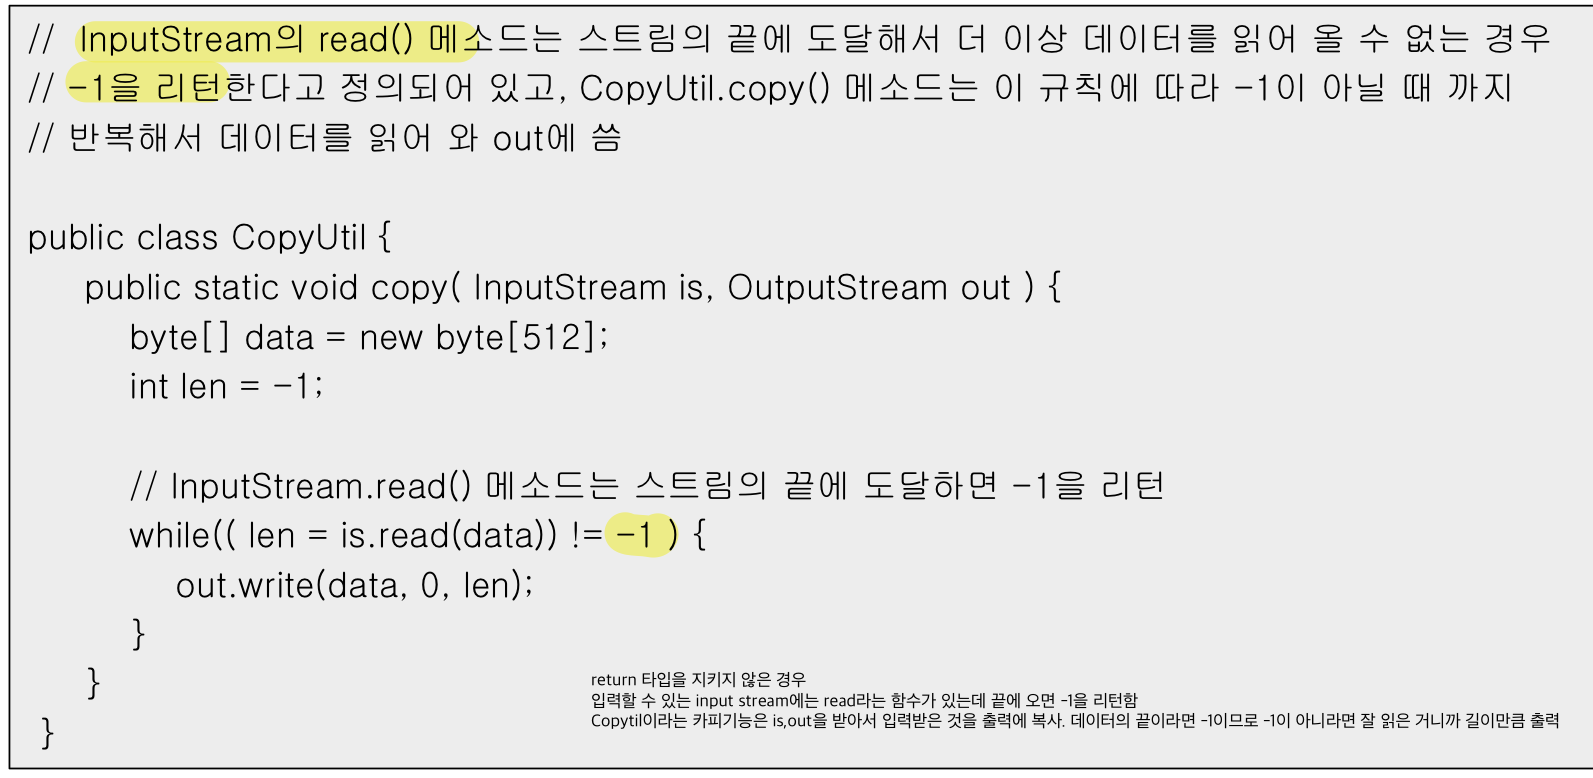 // InputStream의 read() 메소드는 스트림의 끝에 도달해서 더 이상 데이터를 읽어 올 수 없는 경우
// -1을 리턴한다고 정의되어 있고, CopyUtil.copy() 메소드는 이 규칙에 따라 -1이 아닐 때 까지
// 반복해서 데이터를 읽어 와 out에 씀
public class CopyUtil {
public static void copy( InputStream is, OutputStream out ) {
byte[] data = new byte[512];
int len = -1;
// InputStream.read() 메소드는 스트림의 끝에 도달하면 -1을 리턴
while(( len = is.read(data)) != -1 ) {
out.write(data, 0, len);
}
}
return 타입을 지키지 않은 경우
입력할 수 있는 input stream에는 read라는 함수가 있는데 끝에 오면 -1을 리턴함
Copytil이라는 카피기능은 is,out을 받아서 입력받은 것을 출력에 복사. 데이터의 끝이라면 -1이므로 -1이 아니라면 잘 읽은 거니까 길이만큼 출력
}